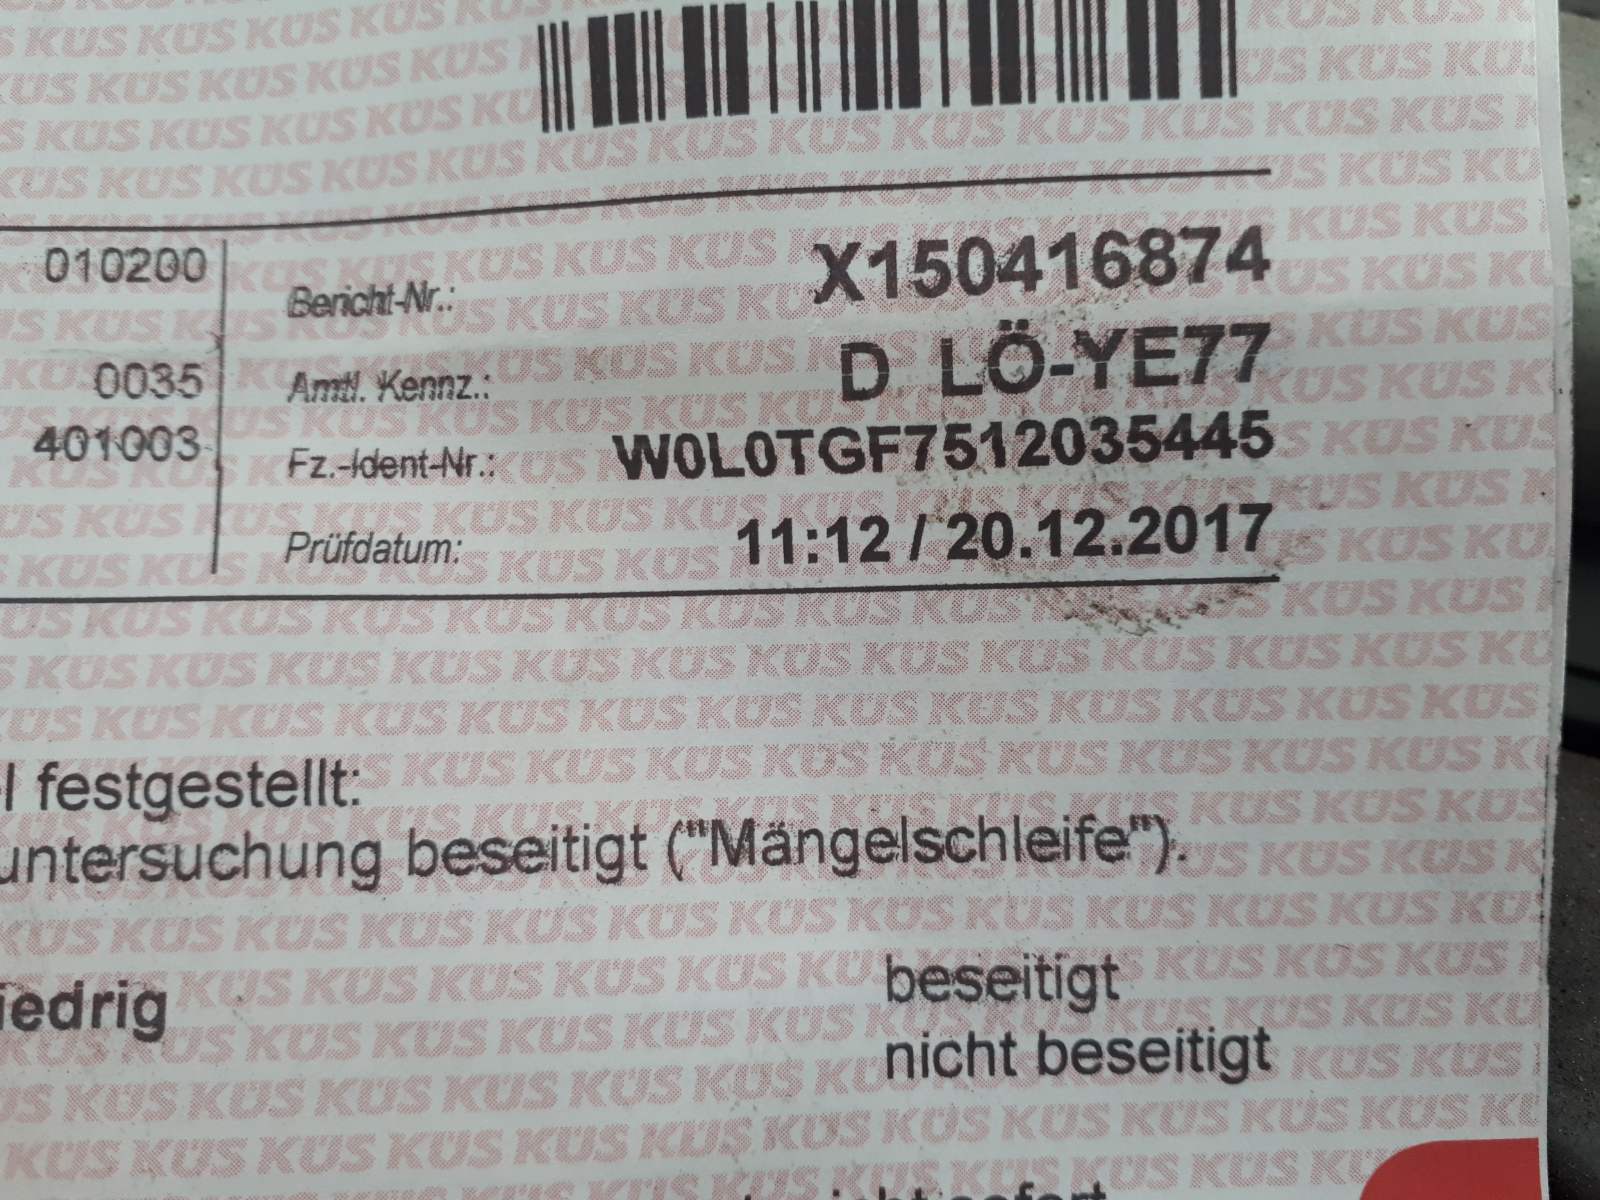 010200
Bericht-Nr.: X150416874
0035
Amtl. Kennz.: D LÖ-YE77
401003
Fz.-Ident-Nr.: W0L0TGF7512035445
Prüfdatum: 11:12 / 20.12.2017
l festgestellt:
untersuchung beseitigt ("Mängelschleife").
iedrig
beseitigt
nicht beseitigt
KÜS